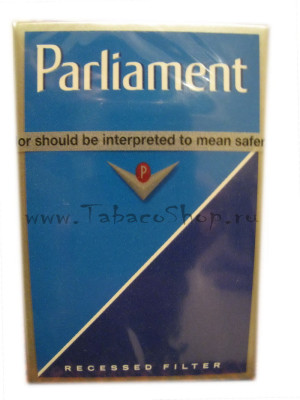 Parliament
or should be interpreted to mean safer
P
www.TabacoShop.ru
RECESSED FILTER